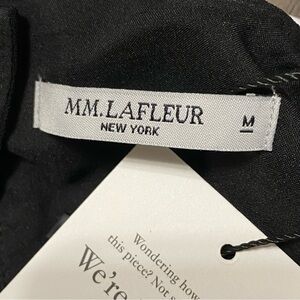 MM.LAFLEUR
NEW YORK
M
Wondering how
this piece? Not s
We're